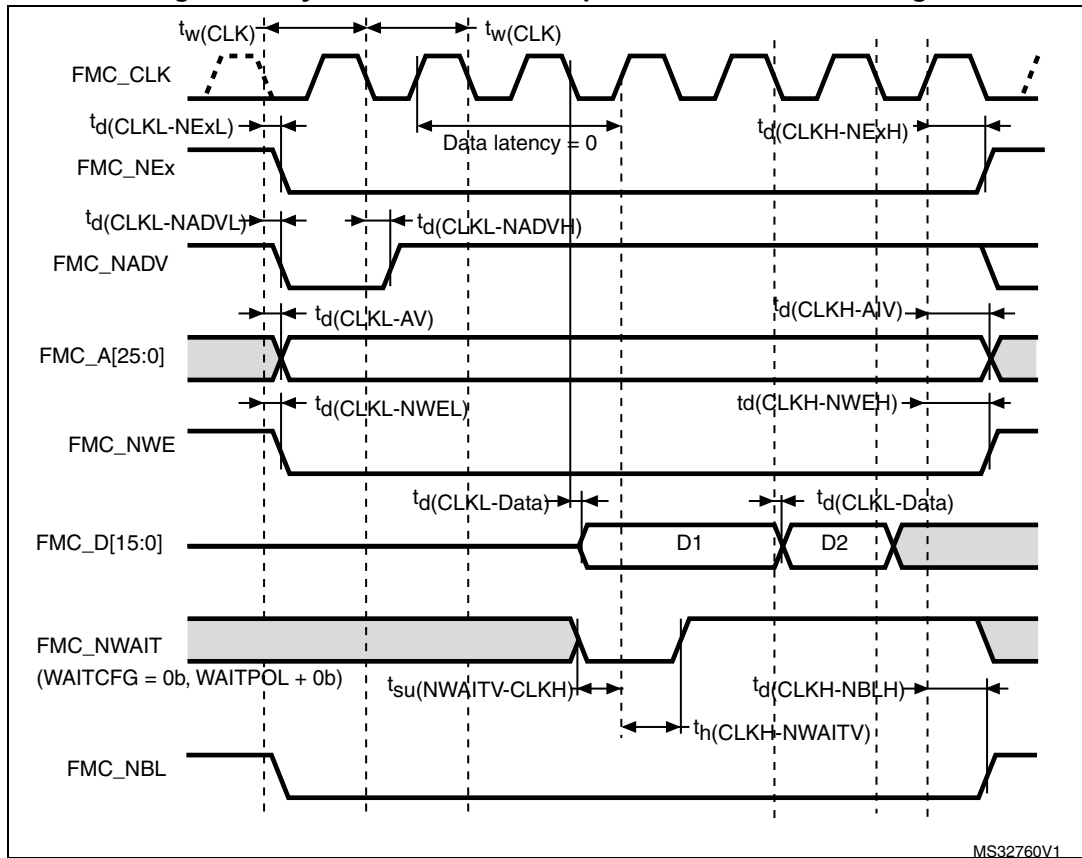 tw(CLK) tw(CLK)
FMC_CLK
td(CLKL-NExL) Data latency = 0 td(CLKH-NExH)
FMC_NEx
td(CLKL-NADVL) td(CLKL-NADVH)
FMC_NADV
td(CLKL-AV) td(CLKH-AIV)
FMC_A[25:0]
td(CLKL-NWEL) td(CLKH-NWEH)
FMC_NWE
td(CLKL-Data) td(CLKL-Data)
FMC_D[15:0] D1 D2
FMC_NWAIT
(WAITCFG = 0b, WAITPOL + 0b)
tsu(NWAITV-CLKH) td(CLKH-NBLH)
th(CLKH-NWAITV)
FMC_NBL
MS32760V1